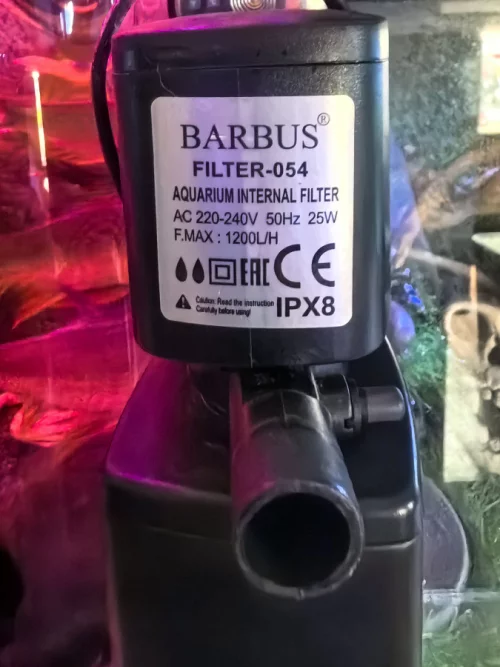 BARBUS®
FILTER-054
AQUARIUM INTERNAL FILTER
AC 220-240V 50Hz 25W
F.MAX : 1200L/H
EAC CE
Caution: Read the instruction
Carefully before using!
IPX8